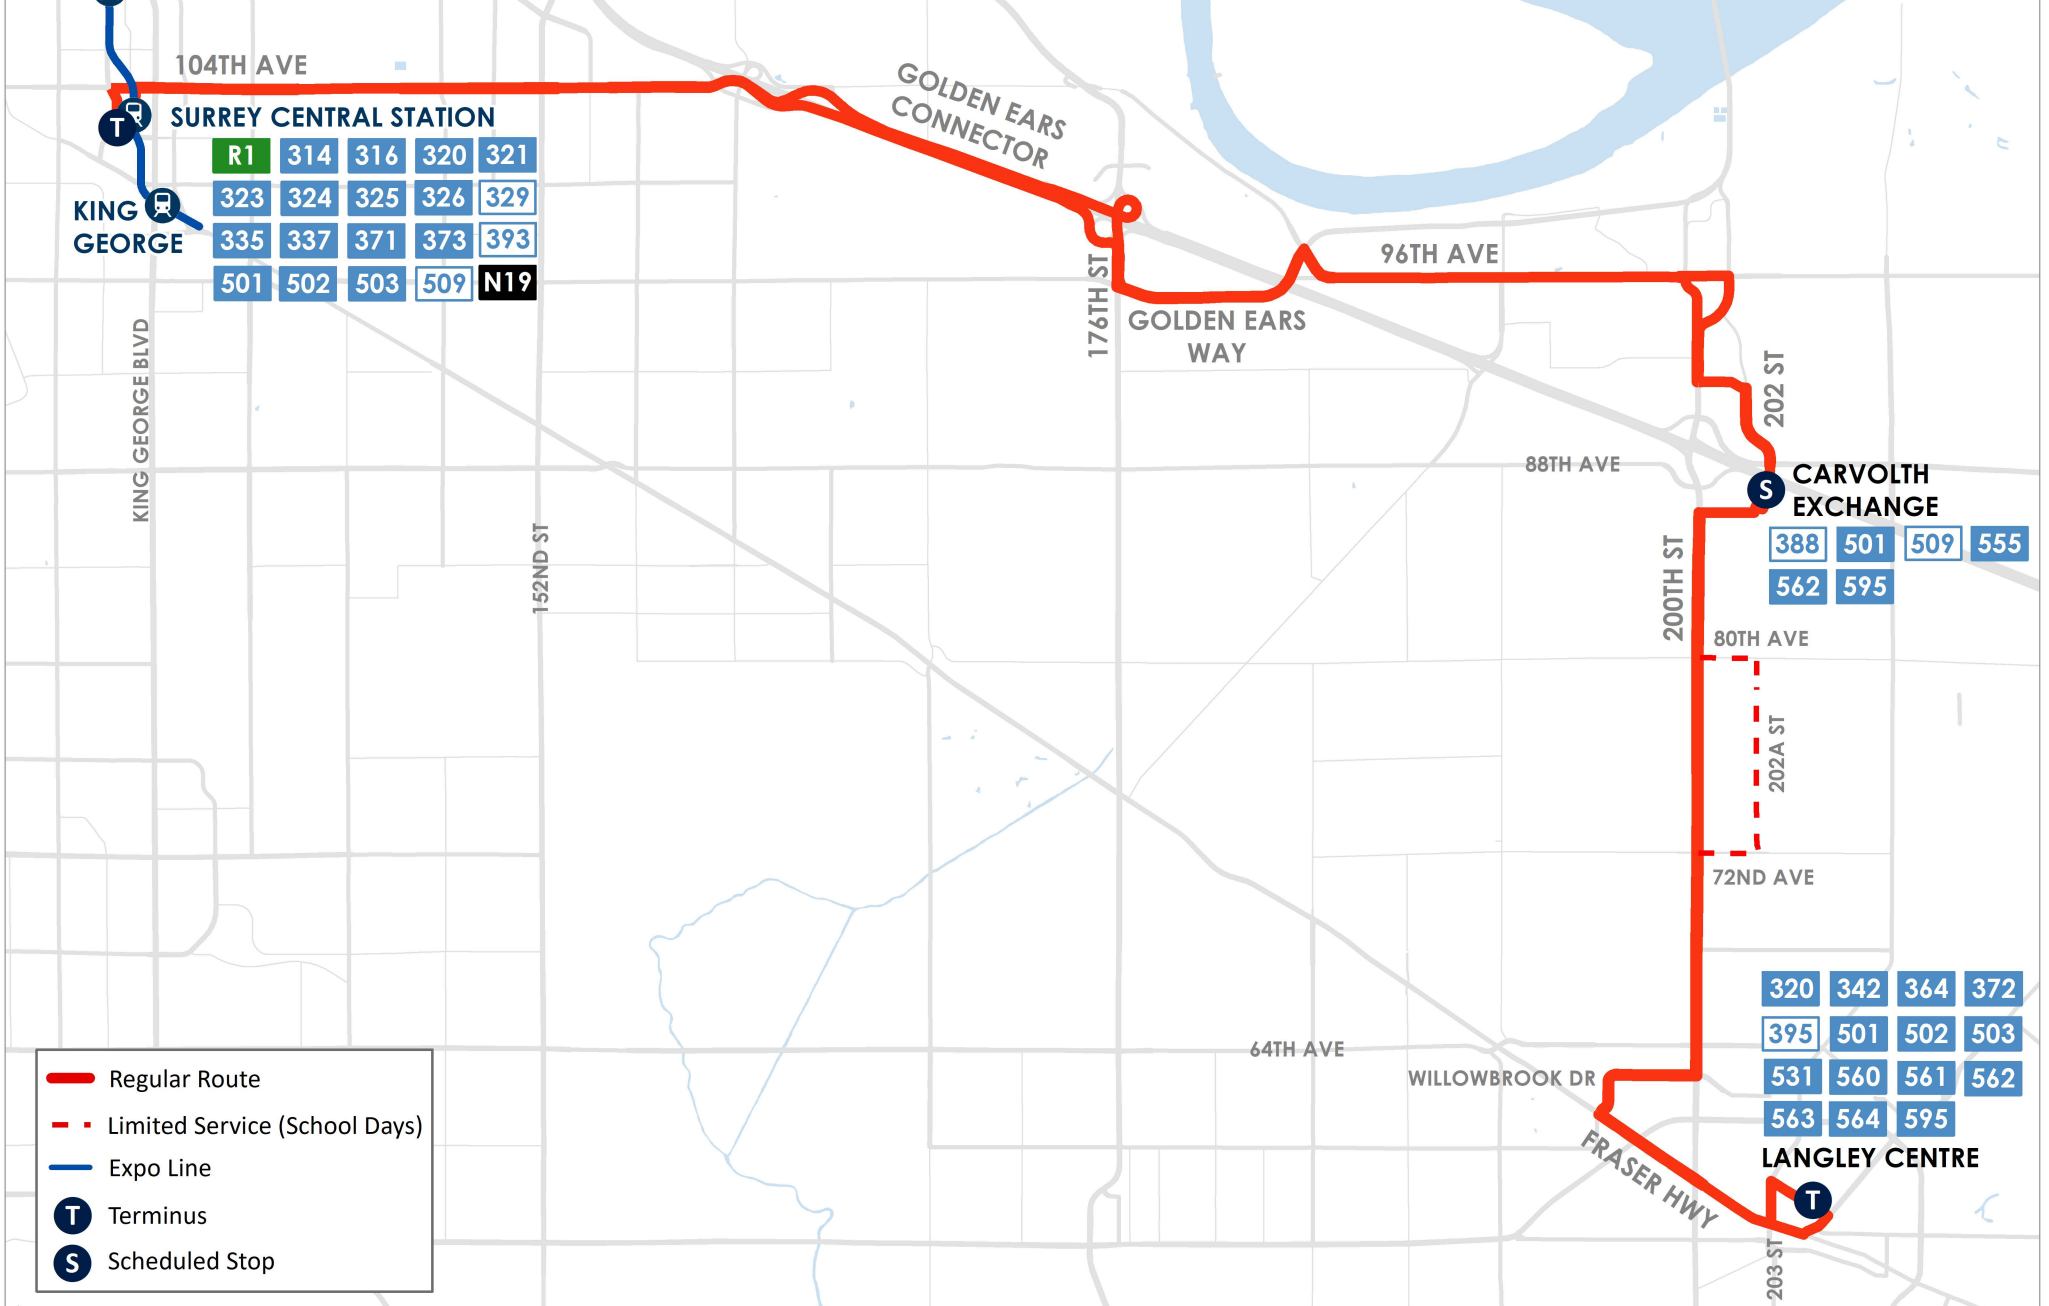 104TH AVE
GOLDEN EARS
CONNECTOR
T
SURREY CENTRAL STATION
R1 314 316 320 321
323 324 325 326 329
335 337 371 373 393
501 502 503 509 N19
KING
GEORGE
96TH AVE
176TH ST
GOLDEN EARS
WAY
KING GEORGE BLVD
152ND ST
202 ST
88TH AVE
S
CARVOLTH
EXCHANGE
388 501 509 555
562 595
200TH ST
80TH AVE
202A ST
72ND AVE
64TH AVE
WILLOWBROOK DR
FRASER HWY
320 342 364 372
395 501 502 503
531 560 561 562
563 564 595
LANGLEY CENTRE
T
203 ST
Regular Route
Limited Service (School Days)
Expo Line
T Terminus
S Scheduled Stop